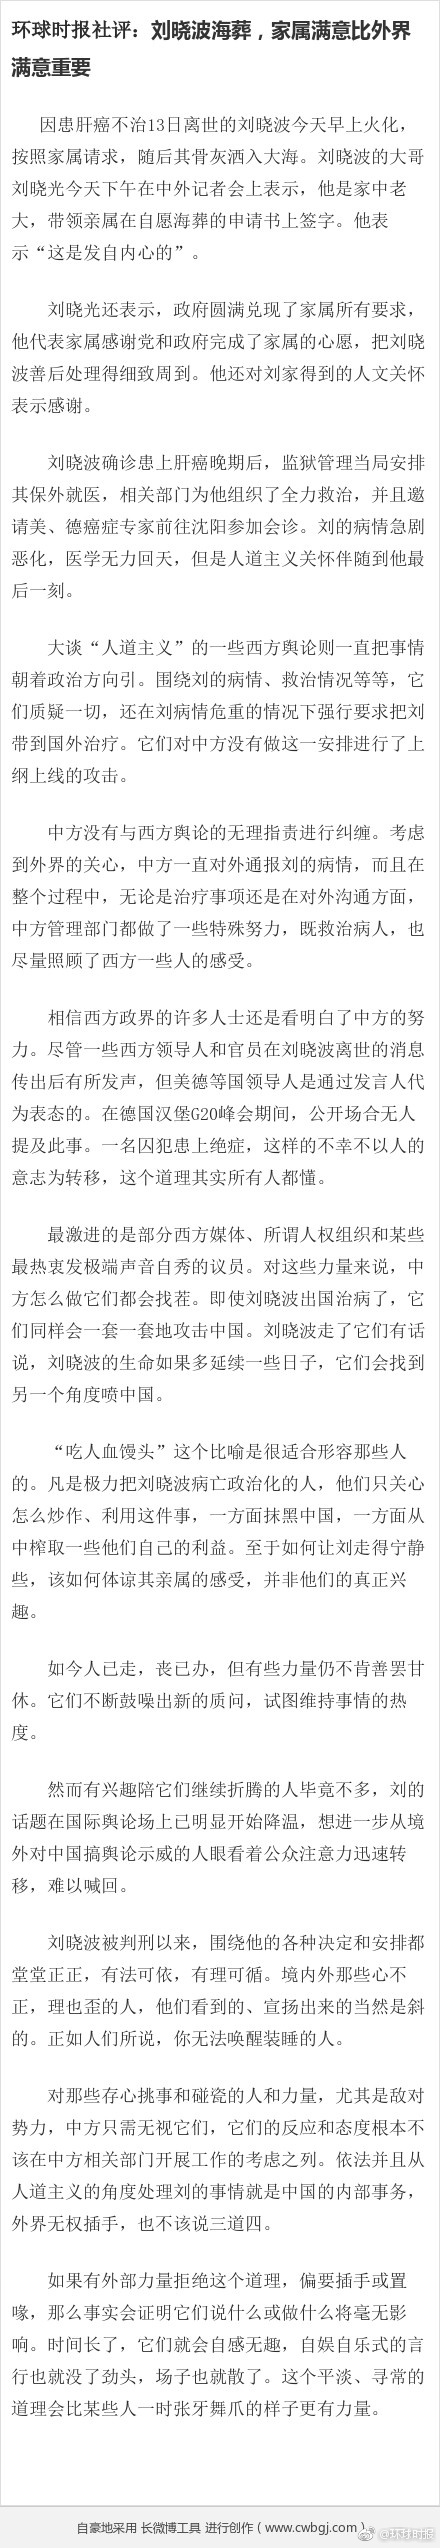 环球时报社评：刘晓波海葬，家属满意比外界
满意重要
因患肝癌不治13日离世的刘晓波今天早上火化，
按照家属请求，随后其骨灰洒入大海。刘晓波的大哥
刘晓光今天下午在中外记者会上表示，他是家中老
大，带领亲属在自愿海葬的申请书上签字。他表
示“这是发自内心的”。
刘晓光还表示，政府圆满兑现了家属所有要求，
他代表家属感谢党和政府完成了家属的心愿，把刘晓
波善后处理得细致周到。他还对刘家得到的人文关怀
表示感谢。
刘晓波确诊患上肝癌晚期后，监狱管理当局安排
其保外就医，相关部门为他组织了全力救治，并且邀
请美、德癌症专家前往沈阳参加会诊。刘的病情急剧
恶化，医学无力回天，但是人道主义关怀伴随到他最
后一刻。
大谈“人道主义”的一些西方舆论则一直把事情
朝着政治方向引。围绕刘的病情、救治情况等等，它
们质疑一切，还在刘病情危重的情况下强行要求把刘
带到国外治疗。它们对中方没有做这一安排进行了上
纲上线的攻击。
中方没有与西方舆论的无理指责进行纠缠。考虑
到外界的关心，中方一直对外通报刘的病情，而且在
整个过程中，无论是治疗事项还是在对外沟通方面，
中方管理部门都做了一些特殊努力，既救治病人，也
尽量照顾了西方一些人的感受。
相信西方政界的许多人士还是看明白了中方的努
力。尽管一些西方领导人和官员在刘晓波离世的消息
传出后有所发声，但美德等国领导人是通过发言人代
为表态的。在德国汉堡G20峰会期间，公开场合无人
提及此事。一名囚犯患上绝症，这样的不幸不以人的
意志为转移，这个道理其实所有人都懂。
最激进的是部分西方媒体、所谓人权组织和某些
最热衷发极端声音自秀的议员。对这些力量来说，中
方怎么做它们都会找茬。即使刘晓波出国治病了，它
们同样会一套一套地攻击中国。刘晓波走了它们有话
说，刘晓波的生命如果多延续一些日子，它们会找到
另一个角度喷中国。
“吃人血馒头”这个比喻是很适合形容那些人
的。凡是极力把刘晓波病亡政治化的人，他们只关心
怎么炒作、利用这件事，一方面抹黑中国，一方面从
中榨取一些他们自己的利益。至于如何让刘走得宁静
些，该如何体谅其亲属的感受，并非他们的真正兴
趣。
如今人已走，丧已办，但有些力量仍不肯善罢甘
休。它们不断鼓噪出新的质问，试图维持事情的热
度。
然而有兴趣陪它们继续折腾的人毕竟不多，刘的
话题在国际舆论场上已明显开始降温，想进一步从境
外对中国搞舆论示威的人眼看着公众注意力迅速转
移，难以喊回。
刘晓波被判刑以来，围绕他的各种决定和安排都
堂堂正正，有法可依，有理可循。境内外那些心不
正，理也歪的人，他们看到的、宣扬出来的当然是斜
的。正如人们所说，你无法唤醒装睡的人。
对那些存心挑事和碰瓷的人和力量，尤其是敌对
势力，中方只需无视它们，它们的反应和态度根本不
该在中方相关部门开展工作的考虑之列。依法并且从
人道主义的角度处理刘的事情就是中国的内部事务，
外界无权插手，也不该说三道四。
如果有外部力量拒绝这个道理，偏要插手或置
喙，那么事实会证明它们说什么或做什么将毫无影
响。时间长了，它们就会自感无趣，自娱自乐式的言
行也就没了劲头，场子也就散了。这个平淡、寻常的
道理会比某些人一时张牙舞爪的样子更有力量。
自豪地采用 长微博工具 进行创作（www.cwbgj.com）
@环球时报